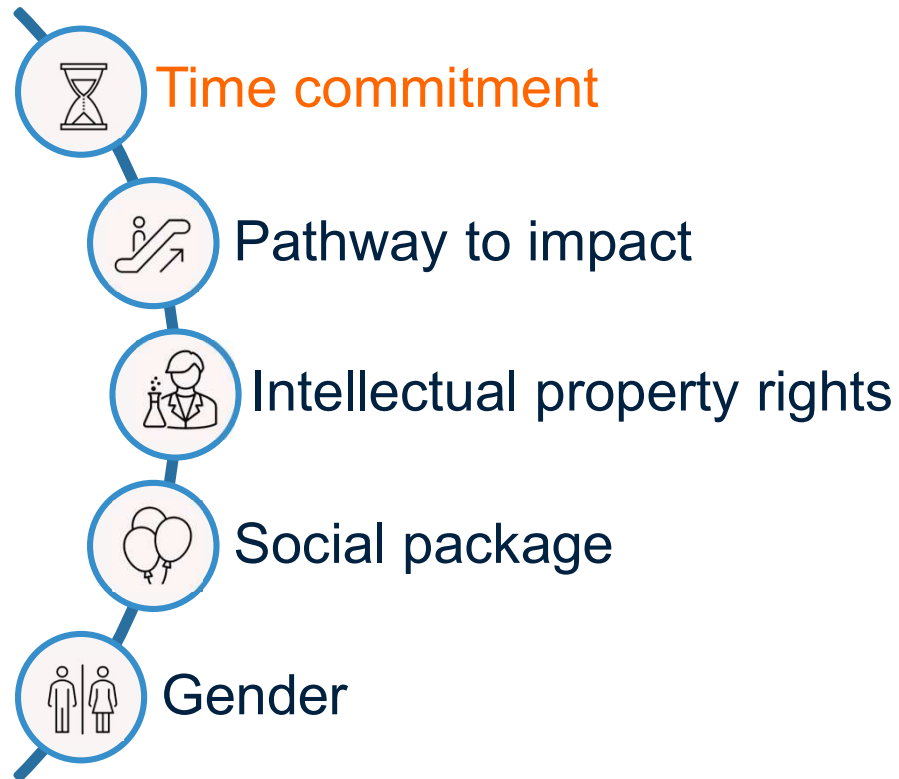 Time commitment
Pathway to impact
Intellectual property rights
Social package
Gender